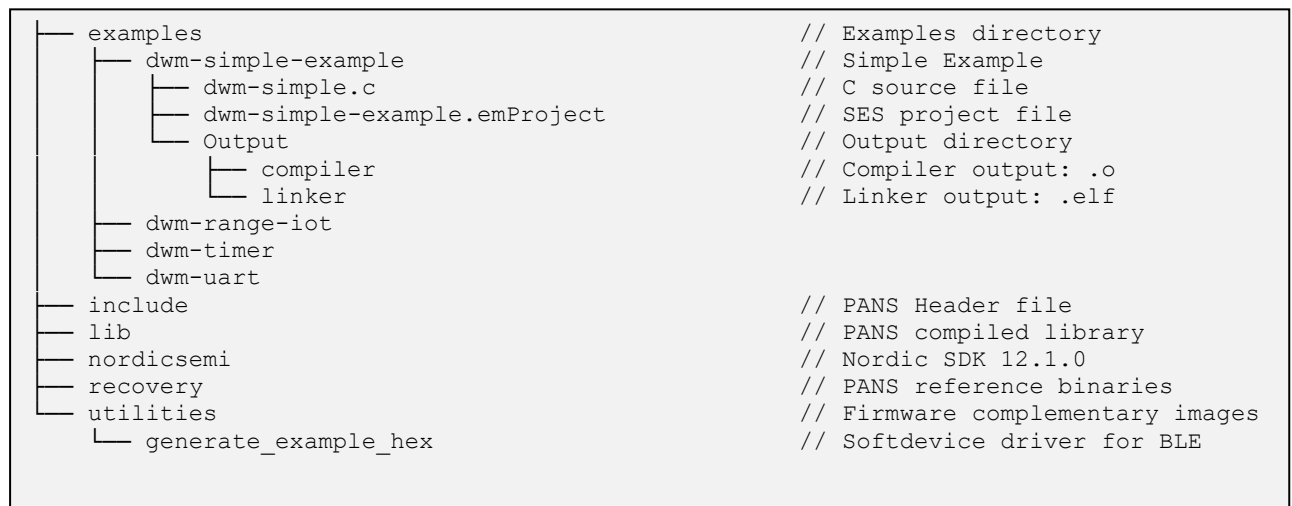 ├── examples // Examples directory
│   ├── dwm-simple-example // Simple Example
│   │   ├── dwm-simple.c // C source file
│   │   ├── dwm-simple-example.emProject // SES project file
│   │   └── Output // Output directory
│   │       ├── compiler // Compiler output: .o
│   │       └── linker // Linker output: .elf
│   ├── dwm-range-iot
│   ├── dwm-timer
│   └── dwm-uart
├── include // PANS Header file
├── lib // PANS compiled library
├── nordicsemi // Nordic SDK 12.1.0
├── recovery // PANS reference binaries
└── utilities // Firmware complementary images
    └── generate_example_hex // Softdevice driver for BLE